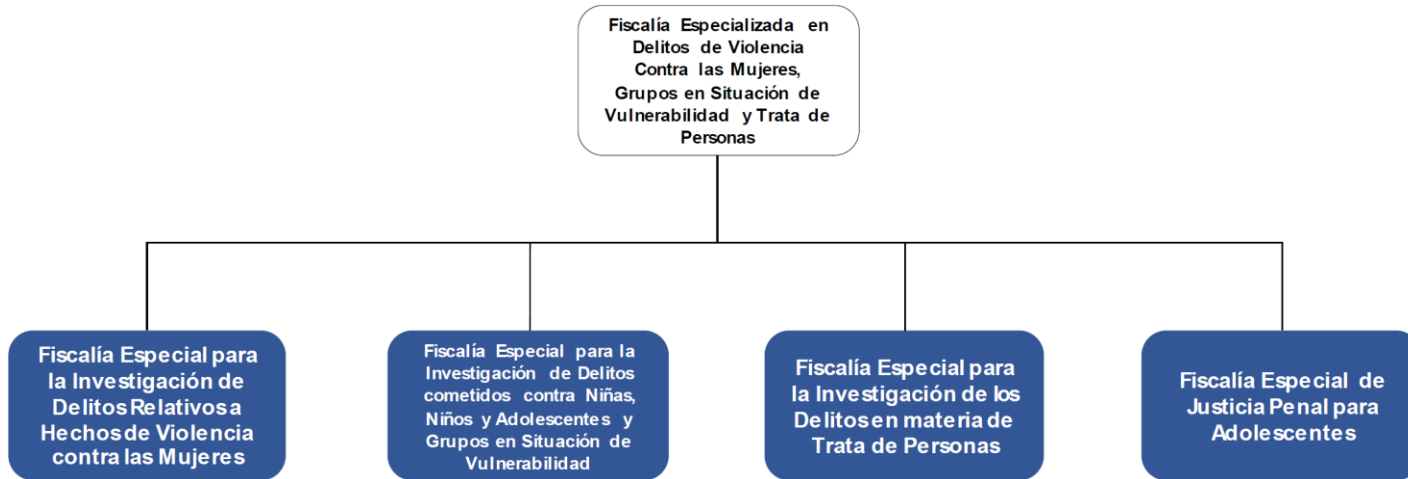 Fiscalía Especializada en
Delitos de Violencia
Contra las Mujeres,
Grupos en Situación de
Vulnerabilidad y Trata de
Personas
Fiscalía Especial para
la Investigación de
Delitos Relativos a
Hechos de Violencia
contra las Mujeres
Fiscalía Especial para la
Investigación de Delitos
cometidos contra Niñas,
Niños y Adolescentes y
Grupos en Situación de
Vulnerabilidad
Fiscalía Especial para
la Investigación de los
Delitos en materia de
Trata de Personas
Fiscalía Especial de
Justicia Penal para
Adolescentes